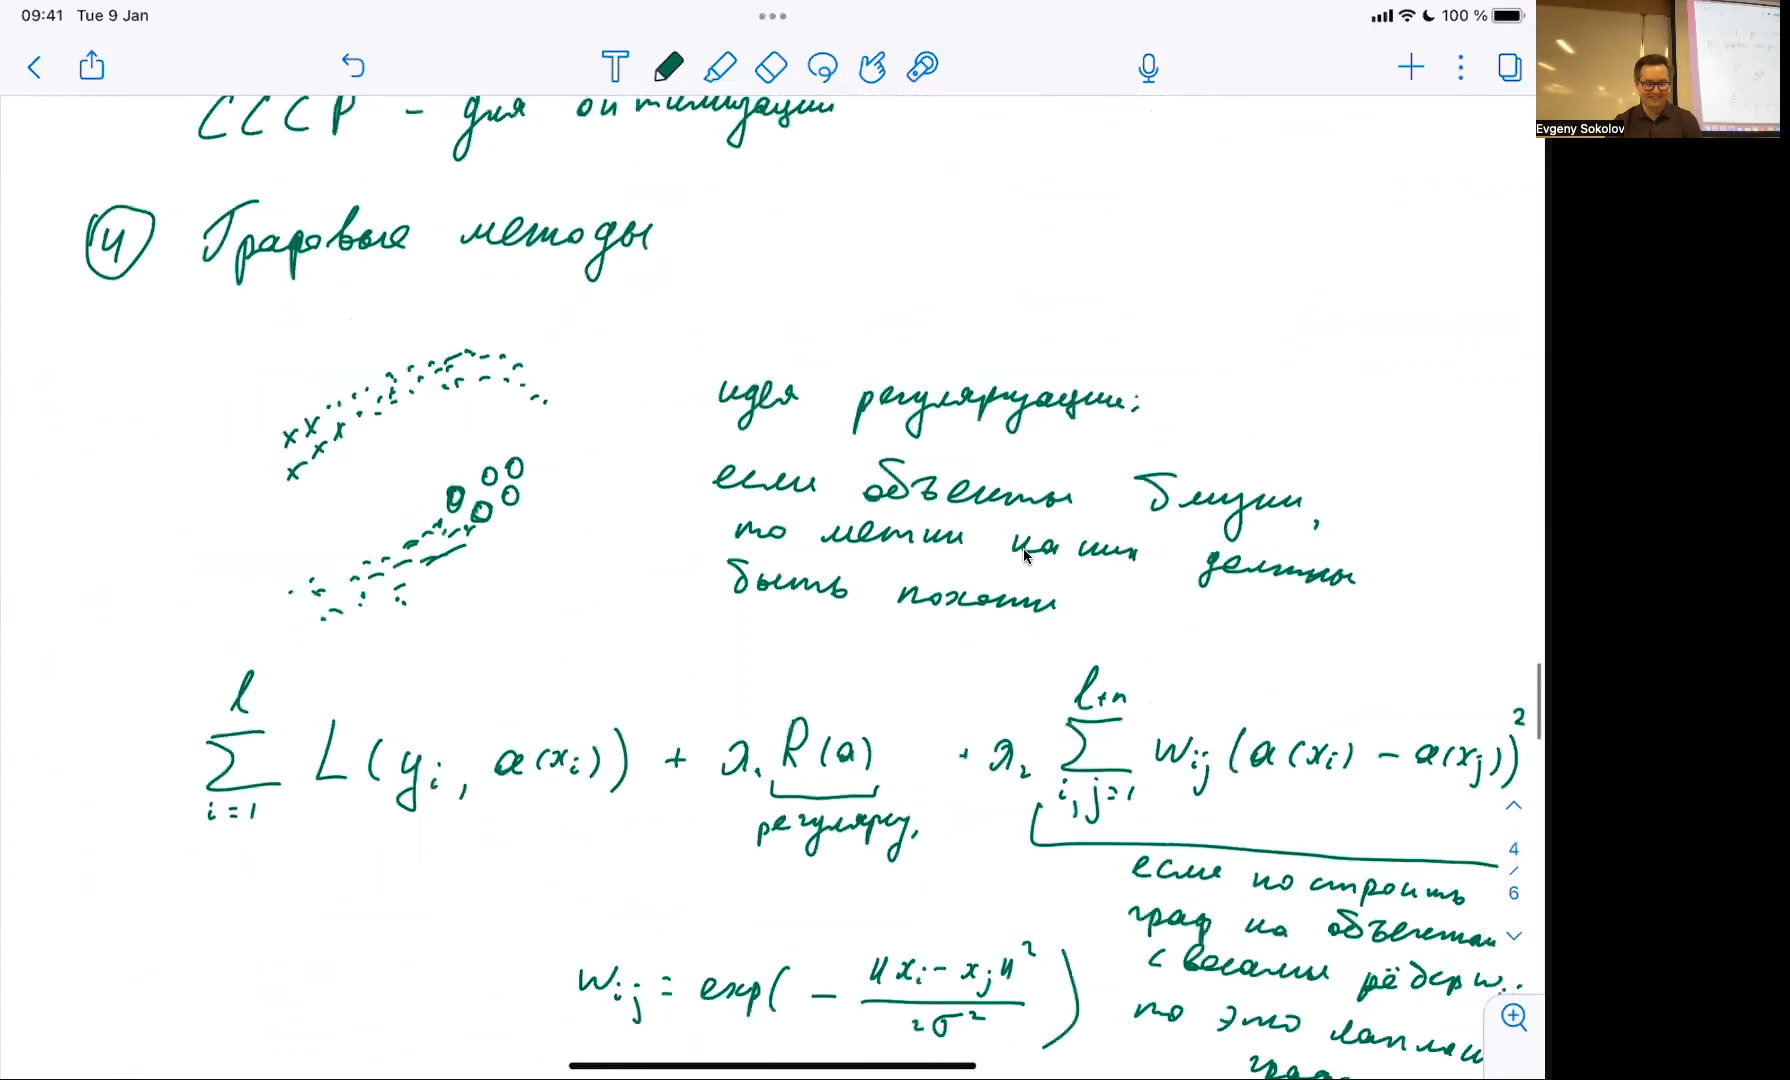 09:41 Tue 9 Jan
100 %
Evgeny Sokolov
CCCP - для оптимизации
4 Графовые методы
идея регуляризации:
если объекты близки,
то метки на них должны
быть похожи
l
∑ L(yᵢ, a(xᵢ)) + λ₁ R(a) + λ₂ ∑ wᵢⱼ (a(xᵢ) - a(xⱼ))²
i=1
l+n
i,j=1
регуляриз.
4
/
6
если построить
граф на объектах
с весами рёбер w..
то это лапласи
граф
wᵢⱼ = exp( - ||xᵢ - xⱼ||² / 2σ² )